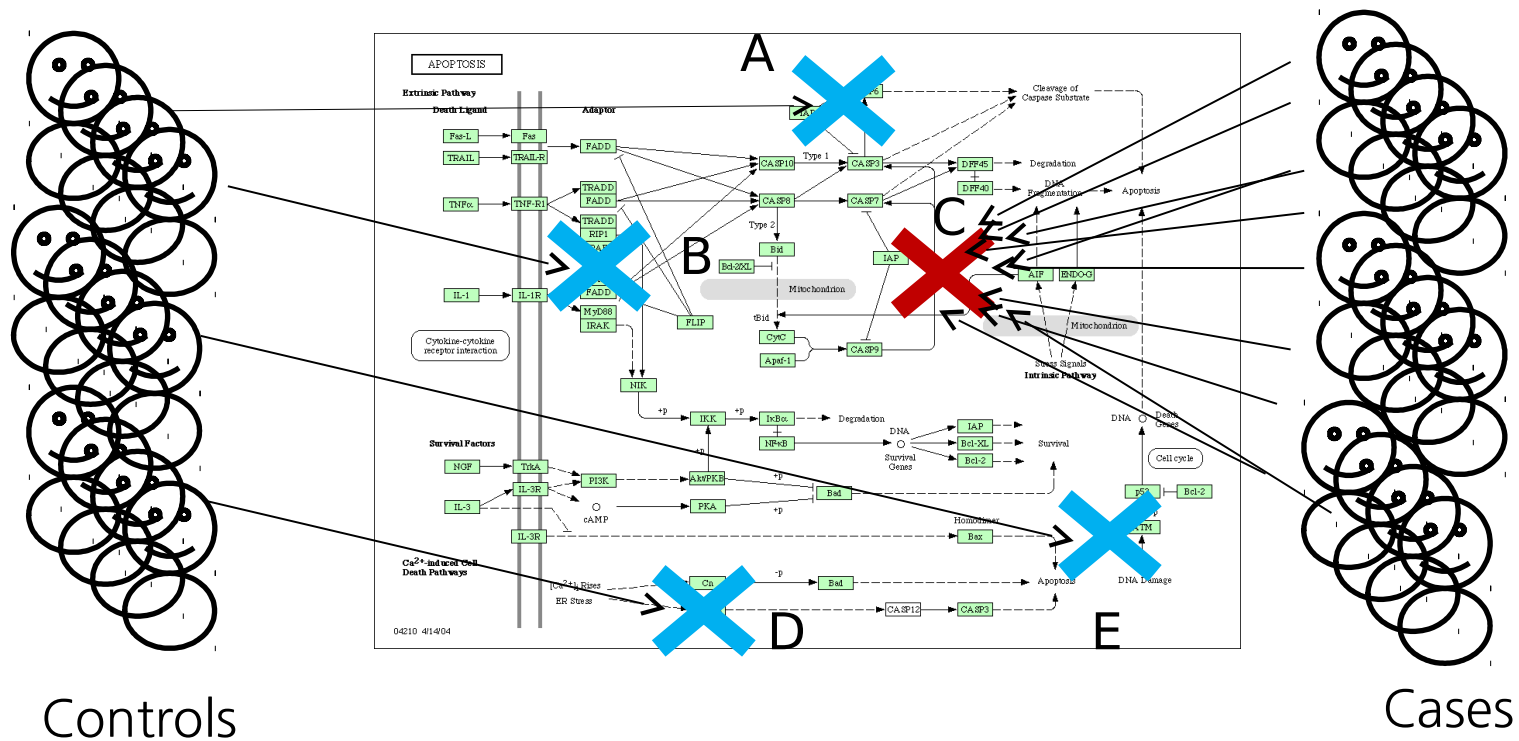 A
APOPTOSIS
Extrinsic Pathway
Death Ligand
Adaptor
Cleavage of
Caspase Substrate
Fas-L
Fas
FADD
TRAIL
TRAIL-R
CASP10
Type 1
CASP3
DFF45
Degradation
DFF40
DNA
Fragmentation
Apoptosis
TRADD
FADD
TNFα
TNF-R1
CASP8
CASP7
C
TRADD
RIP1
Type 2
B
Bid
IAP
Bcl-2/XL
AIF
ENDO-G
Mitochondrion
FADD
IL-1
IL-1R
MyD88
IRAK
FLIP
tBid
Mitochondrion
Cytokine-cytokine
receptor interaction
CytC
CASP9
Apaf-1
Stress Signals
Intrinsic Pathway
NIK
+p
+p
IKK
IκBα
Degradation
DNA
Death
Genes
NFκB
DNA
Survival
Genes
IAP
Bcl-XL
Bcl-2
Survival
Survival Factors
+p
Cell cycle
NGF
TrkA
PI3K
Akt/PKB
+p
IL-3R
Bad
p53
Bcl-2
IL-3
cAMP
PKA
+p
+p
Homodimer
ATM
IL-3R
Bax
Ca2+-induced Cell
Death Pathways
[Ca2+]i Rises
Cn
-p
Bad
Apoptosis
DNA Damage
ER Stress
CASP12
CASP3
D
E
04210 4/14/04
Controls
Cases